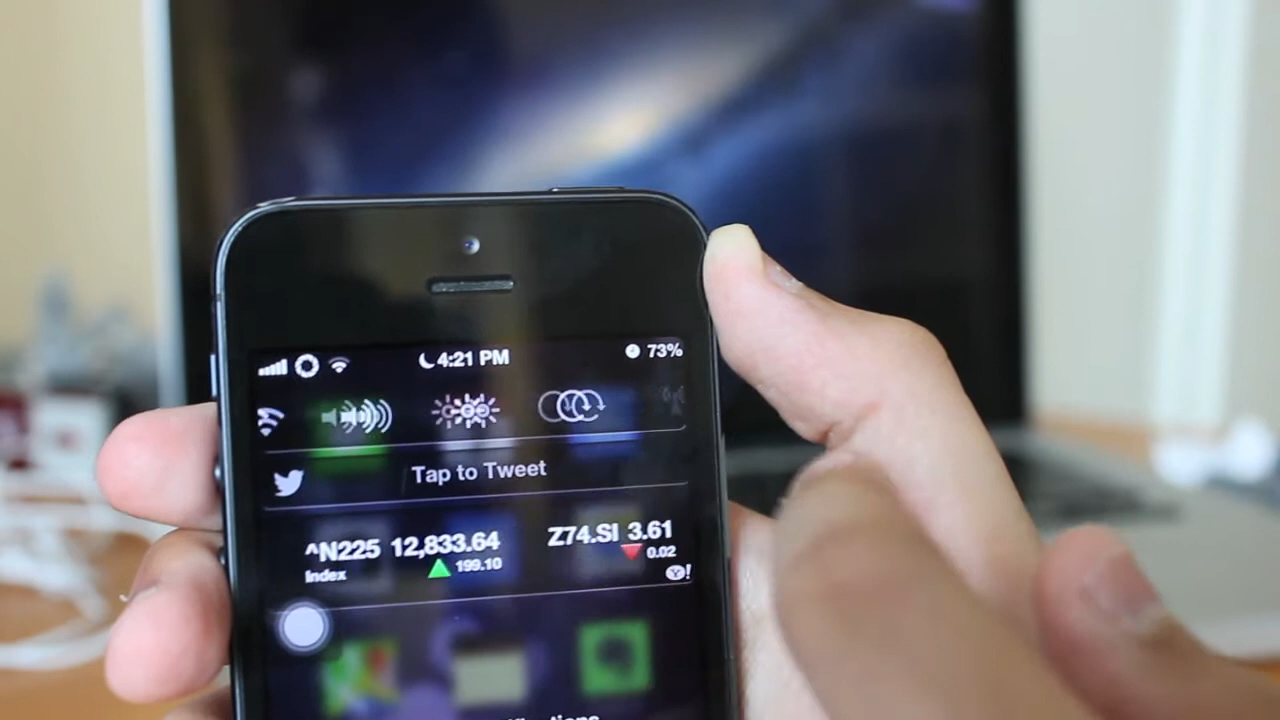 4:21 PM 73%
Tap to Tweet
^N225 12,833.64 Z74.SI 3.61
Index 199.10 0.02
Y!